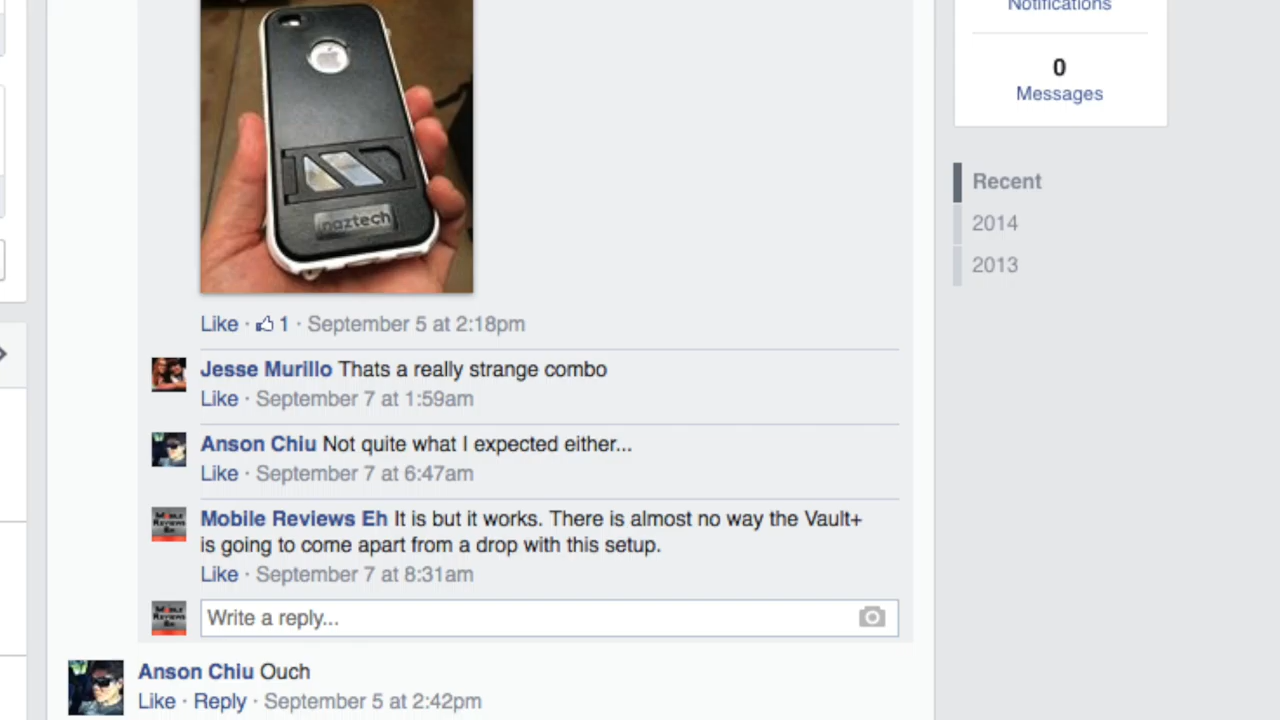 Notifications
0
Messages
Recent
2014
2013
naztech
Like · 1 · September 5 at 2:18pm
Jesse Murillo Thats a really strange combo
Like · September 7 at 1:59am
Anson Chiu Not quite what I expected either...
Like · September 7 at 6:47am
Mobile Reviews Eh It is but it works. There is almost no way the Vault+
is going to come apart from a drop with this setup.
Like · September 7 at 8:31am
Mobile
Reviews
Eh
Write a reply...
Anson Chiu Ouch
Like · Reply · September 5 at 2:42pm